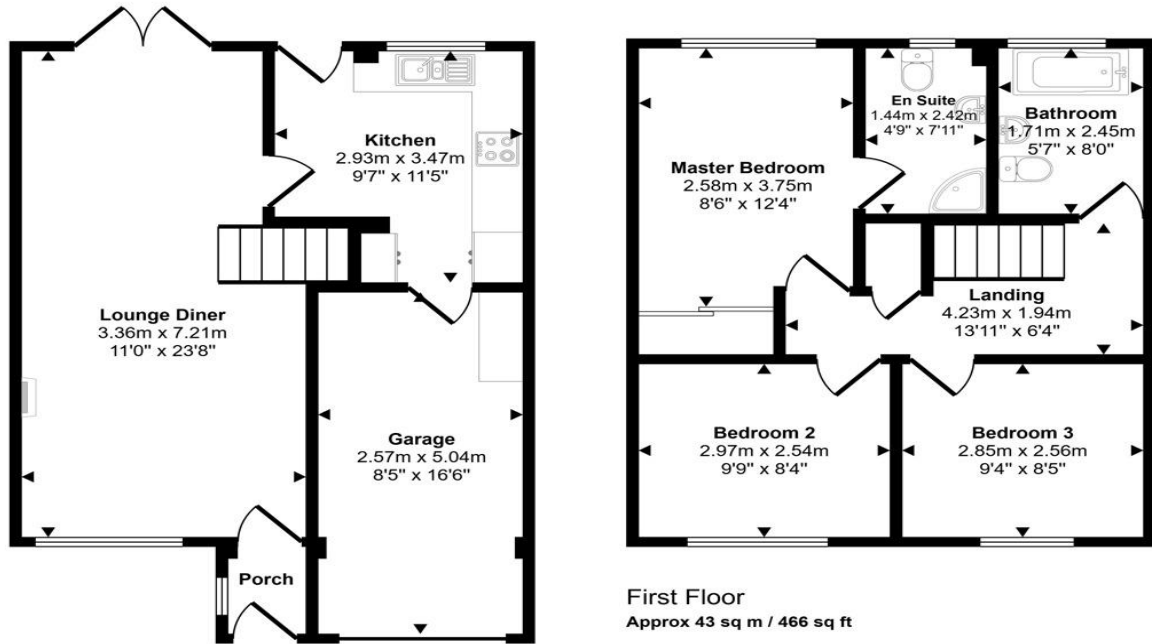 Kitchen
2.93m x 3.47m
9'7" x 11'5"
Lounge Diner
3.36m x 7.21m
11'0" x 23'8"
Garage
2.57m x 5.04m
8'5" x 16'6"
Porch
En Suite
1.44m x 2.42m
4'9" x 7'11"
Bathroom
1.71m x 2.45m
5'7" x 8'0"
Master Bedroom
2.58m x 3.75m
8'6" x 12'4"
Landing
4.23m x 1.94m
13'11" x 6'4"
Bedroom 2
2.97m x 2.54m
9'9" x 8'4"
Bedroom 3
2.85m x 2.56m
9'4" x 8'5"
First Floor
Approx 43 sq m / 466 sq ft